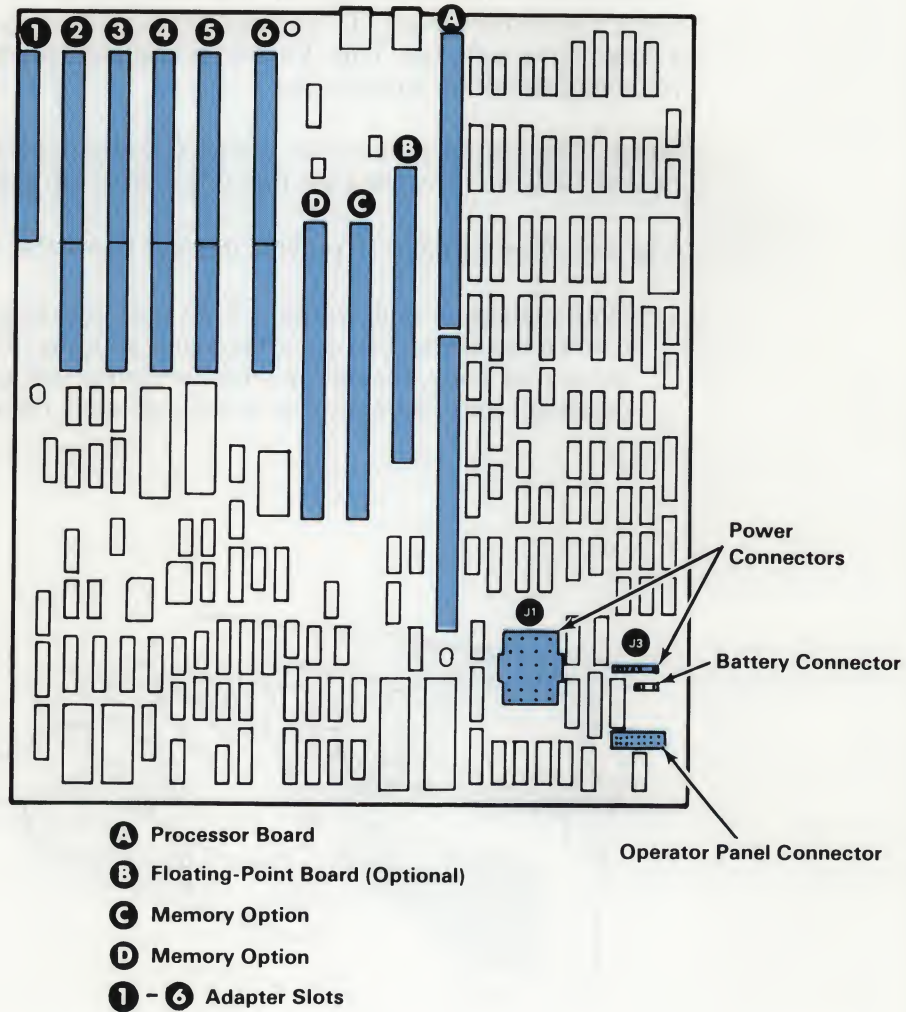 1 2 3 4 5 6 A
B
D C
Power
Connectors
J1
J3
Battery Connector
Operator Panel Connector
A Processor Board
B Floating-Point Board (Optional)
C Memory Option
D Memory Option
1 - 6 Adapter Slots